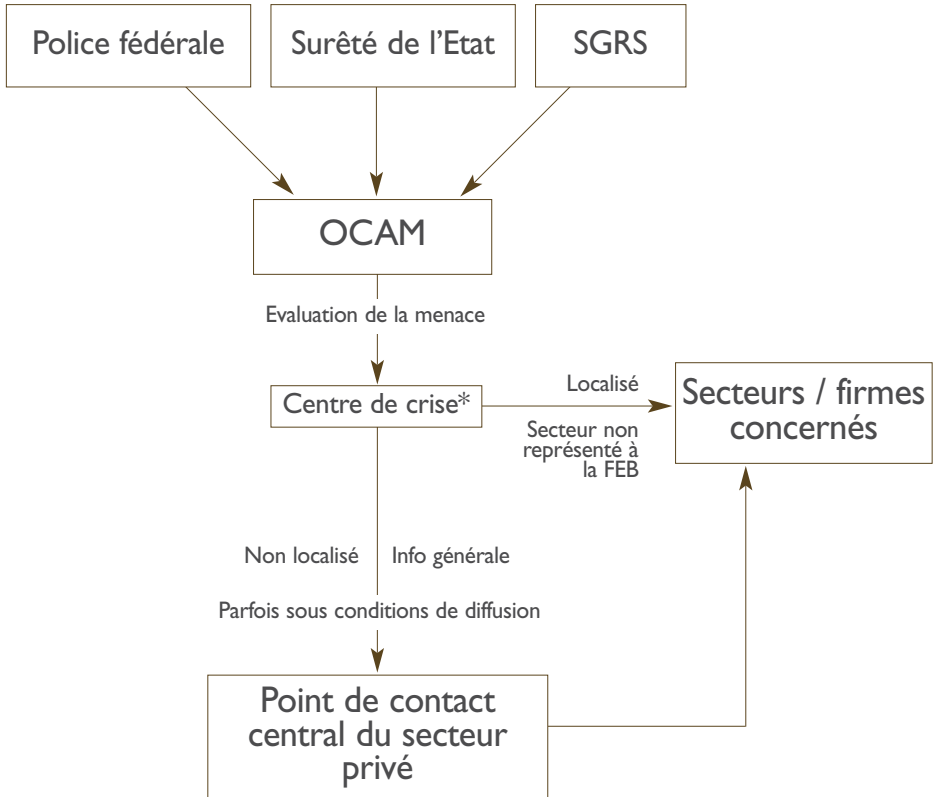 Police fédérale
Surêté de l'Etat
SGRS
OCAM
Evaluation de la menace
Centre de crise*
Localisé
Secteur non
représenté à
la FEB
Secteurs / firmes
concernés
Non localisé
Info générale
Parfois sous conditions de diffusion
Point de contact
central du secteur
privé